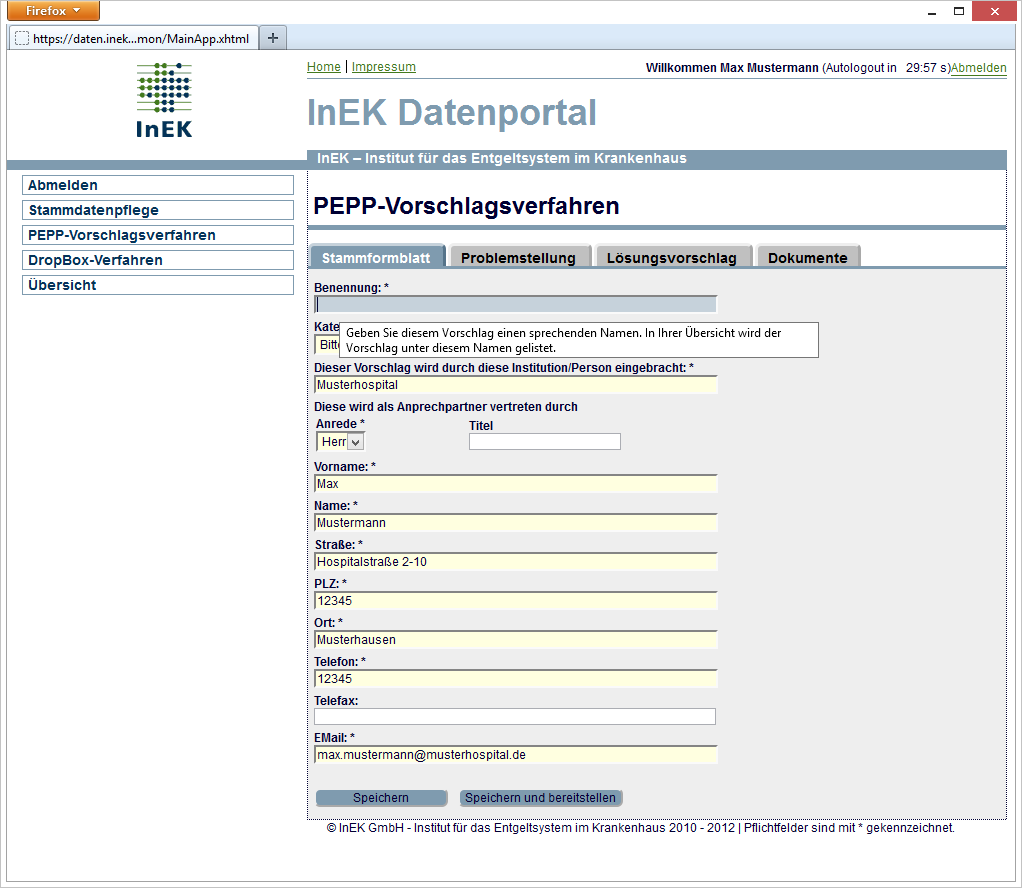 Firefox
https://daten.inek...mon/MainApp.xhtml
InEK
Home | Impressum
Willkommen Max Mustermann (Autologout in 29:57 s)Abmelden
InEK Datenportal
InEK – Institut für das Entgeltsystem im Krankenhaus
Abmelden
Stammdatenpflege
PEPP-Vorschlagsverfahren
DropBox-Verfahren
Übersicht
PEPP-Vorschlagsverfahren
Stammformblatt Problemstellung Lösungsvorschlag Dokumente
Benennung: *
Kate
Bitte
Geben Sie diesem Vorschlag einen sprechenden Namen. In Ihrer Übersicht wird der
Vorschlag unter diesem Namen gelistet.
Dieser Vorschlag wird durch diese Institution/Person eingebracht: *
Musterhospital
Diese wird als Anprechpartner vertreten durch
Anrede * Titel
Herr
Vorname: *
Max
Name: *
Mustermann
Straße: *
Hospitalstraße 2-10
PLZ: *
12345
Ort: *
Musterhausen
Telefon: *
12345
Telefax:
EMail: *
max.mustermann@musterhospital.de
Speichern Speichern und bereitstellen
© InEK GmbH - Institut für das Entgeltsystem im Krankenhaus 2010 - 2012 | Pflichtfelder sind mit * gekennzeichnet.